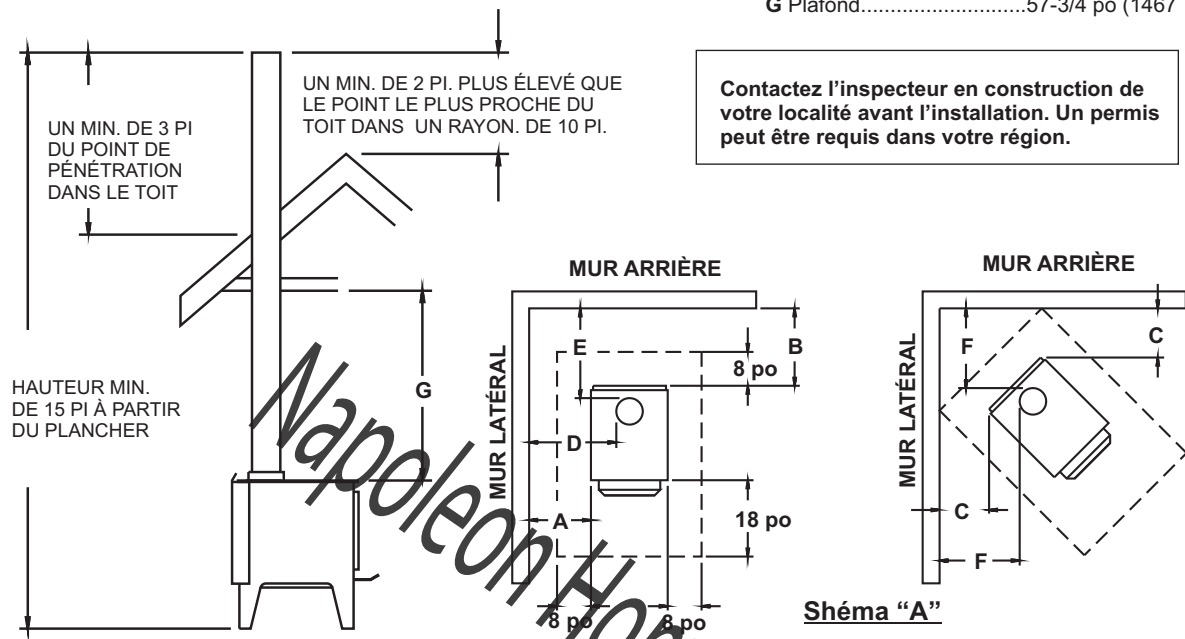 G Plafond............................57-3/4 po (1467
UN MIN. DE 2 PI. PLUS ÉLEVÉ QUE
LE POINT LE PLUS PROCHE DU
TOIT DANS UN RAYON. DE 10 PI.
Contactez l’inspecteur en construction de
votre localité avant l’installation. Un permis
peut être requis dans votre région.
UN MIN. DE 3 PI
DU POINT DE
PÉNÉTRATION
DANS LE TOIT
HAUTEUR MIN.
DE 15 PI À PARTIR
DU PLANCHER
G
MUR ARRIÈRE
MUR LATÉRAL
E
B
8 po
D
A
18 po
8 po
8 po
MUR ARRIÈRE
MUR LATÉRAL
F
C
C
F
Shéma “A”
Napoleon